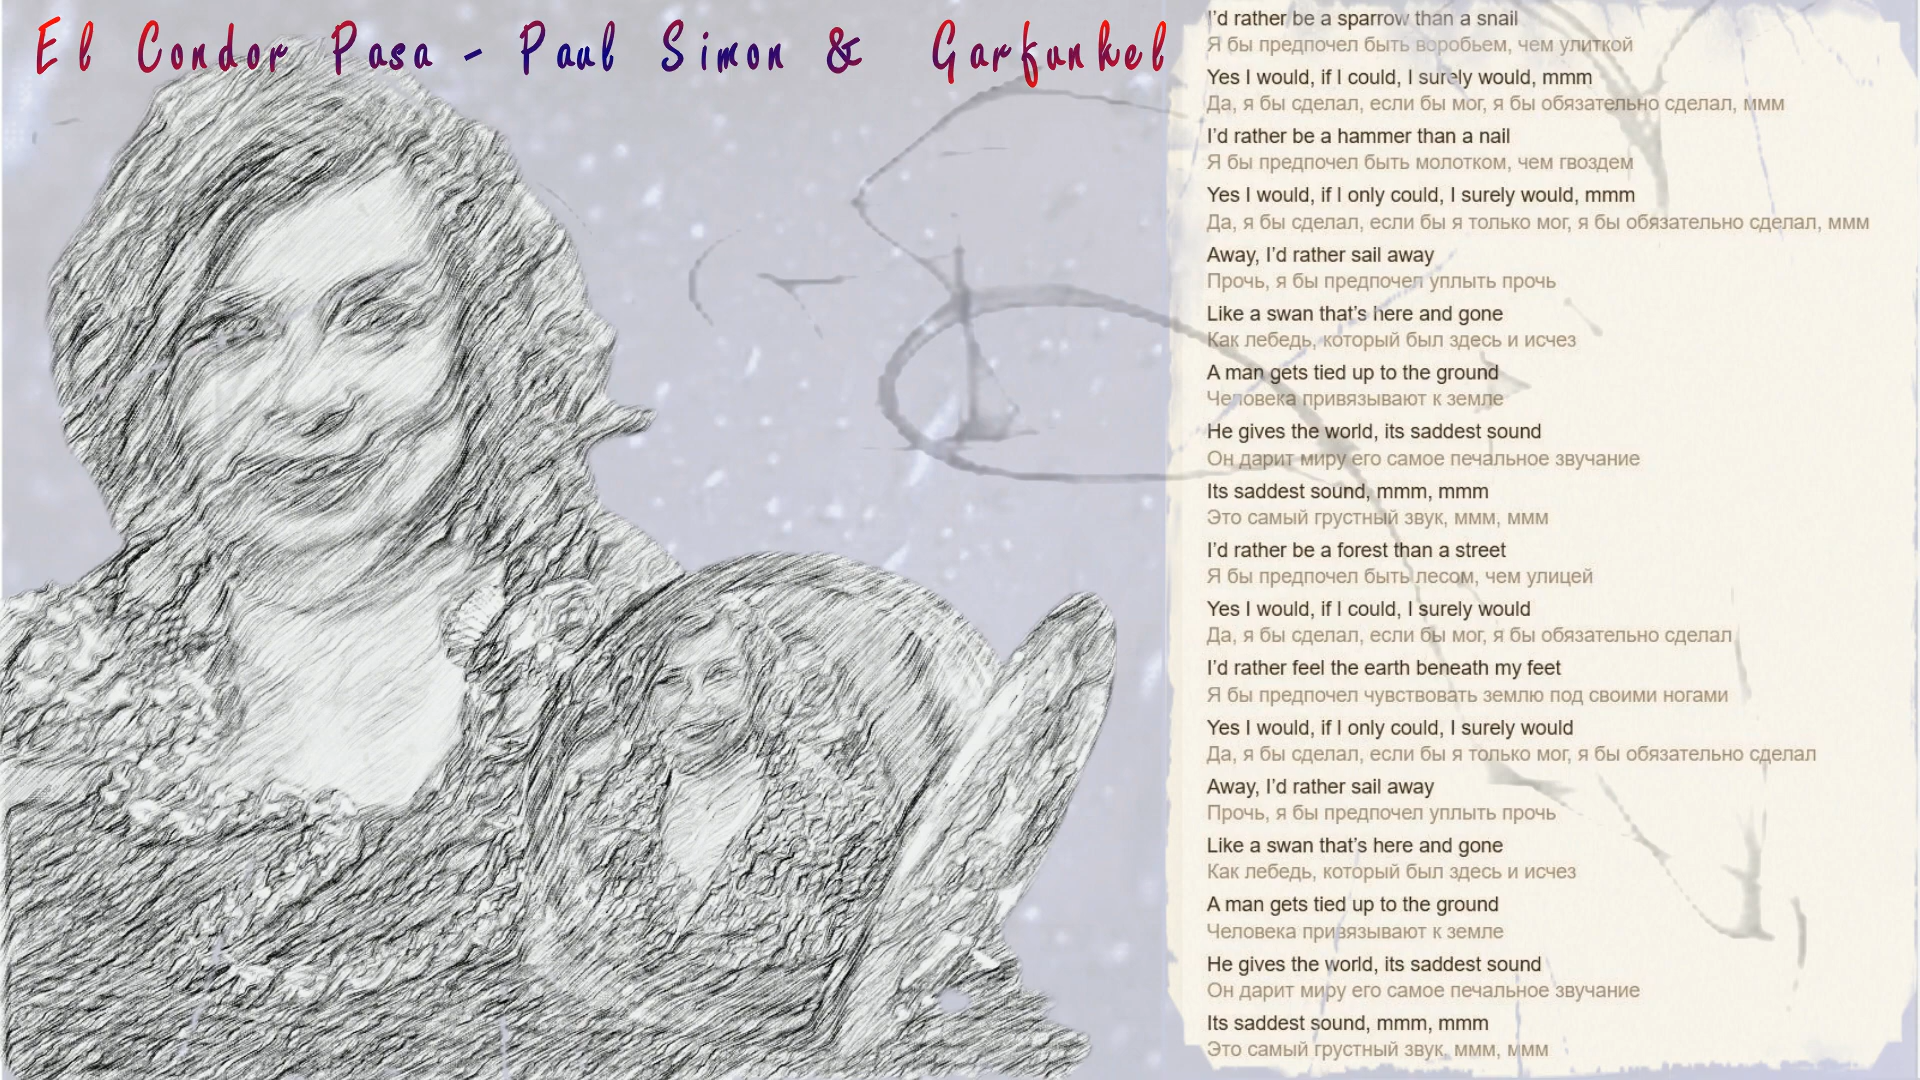 El Condor Pasa - Paul Simon & Garfunkel
I'd rather be a sparrow than a snail
Я бы предпочел быть воробьем, чем улиткой
Yes I would, if I could, I surely would, mmm
Да, я бы сделал, если бы мог, я бы обязательно сделал, ммм
I'd rather be a hammer than a nail
Я бы предпочел быть молотком, чем гвоздем
Yes I would, if I only could, I surely would, mmm
Да, я бы сделал, если бы я только мог, я бы обязательно сделал, ммм
Away, I'd rather sail away
Прочь, я бы предпочел уплыть прочь
Like a swan that's here and gone
Как лебедь, который был здесь и исчез
A man gets tied up to the ground
Человека привязывают к земле
He gives the world, its saddest sound
Он дарит миру его самое печальное звучание
Its saddest sound, mmm, mmm
Это самый грустный звук, ммм, ммм
I'd rather be a forest than a street
Я бы предпочел быть лесом, чем улицей
Yes I would, if I could, I surely would
Да, я бы сделал, если бы мог, я бы обязательно сделал
I'd rather feel the earth beneath my feet
Я бы предпочел чувствовать землю под своими ногами
Yes I would, if I only could, I surely would
Да, я бы сделал, если бы я только мог, я бы обязательно сделал
Away, I'd rather sail away
Прочь, я бы предпочел уплыть прочь
Like a swan that's here and gone
Как лебедь, который был здесь и исчез
A man gets tied up to the ground
Человека привязывают к земле
He gives the world, its saddest sound
Он дарит миру его самое печальное звучание
Its saddest sound, mmm, mmm
Это самый грустный звук, ммм, ммм